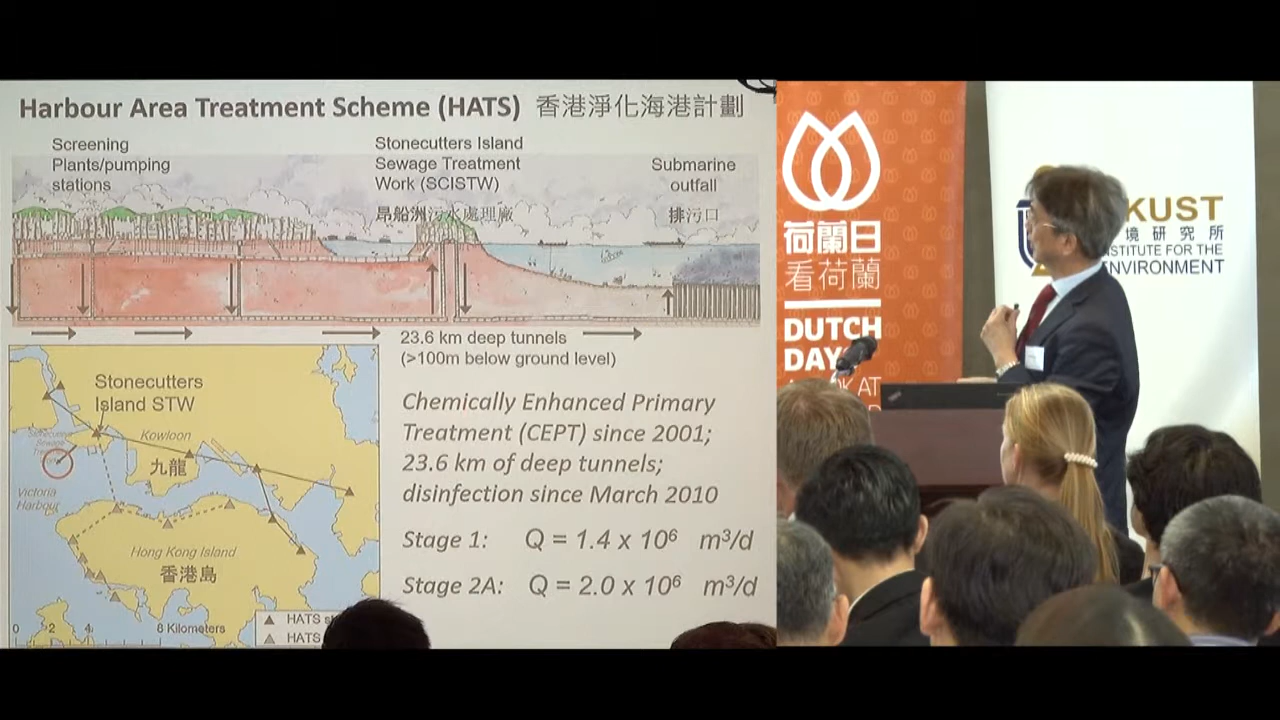 Harbour Area Treatment Scheme (HATS) 香港淨化海港計劃
Screening
Plants/pumping
stations
Stonecutters Island
Sewage Treatment
Work (SCISTW)
昂船洲污水處理廠
Submarine
outfall
排污口
23.6 km deep tunnels
(>100m below ground level)
Stonecutters
Island STW
Kowloon
九龍
Victoria
Harbour
Hong Kong Island
香港島
0 2 4 8 Kilometers
HATS
HATS
Chemically Enhanced Primary
Treatment (CEPT) since 2001;
23.6 km of deep tunnels;
disinfection since March 2010
Stage 1: Q = 1.4 x 10⁶ m³/d
Stage 2A: Q = 2.0 x 10⁶ m³/d
荷蘭日
看荷蘭
DUTCH
DAY
KUST
境研究所
INSTITUTE FOR THE
ENVIRONMENT